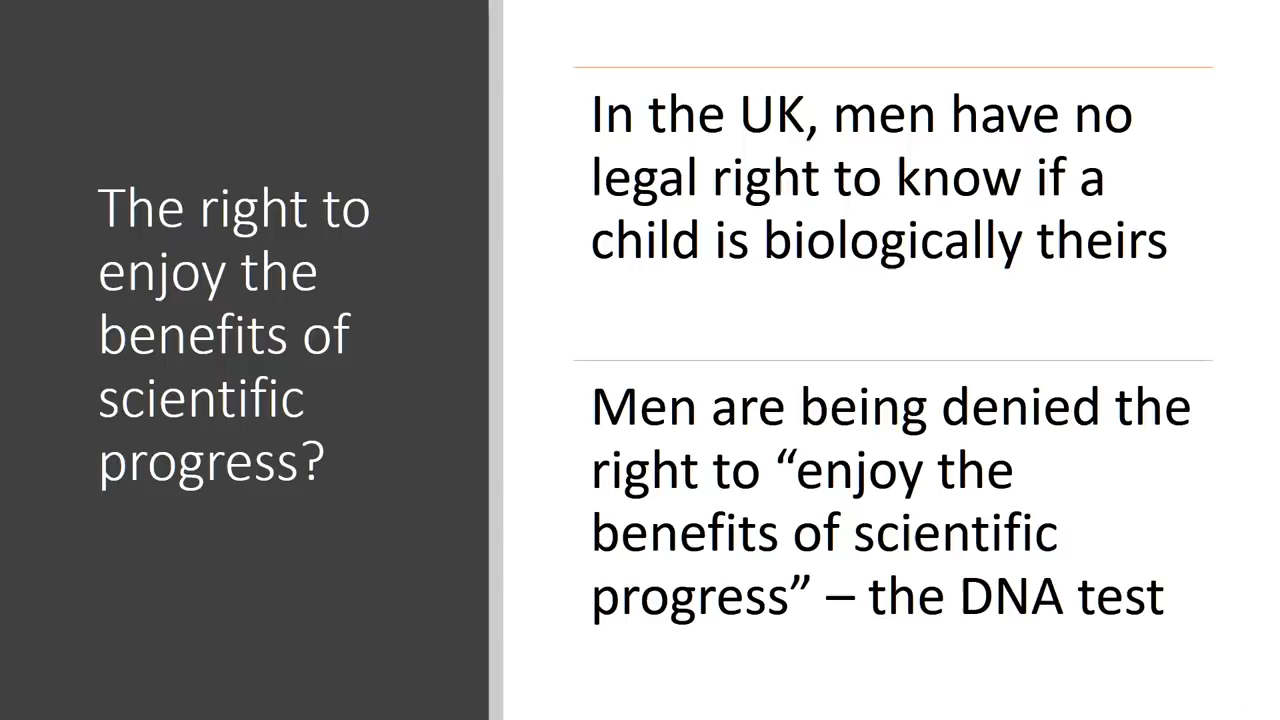 The right to
enjoy the
benefits of
scientific
progress?
In the UK, men have no
legal right to know if a
child is biologically theirs
Men are being denied the
right to “enjoy the
benefits of scientific
progress” – the DNA test